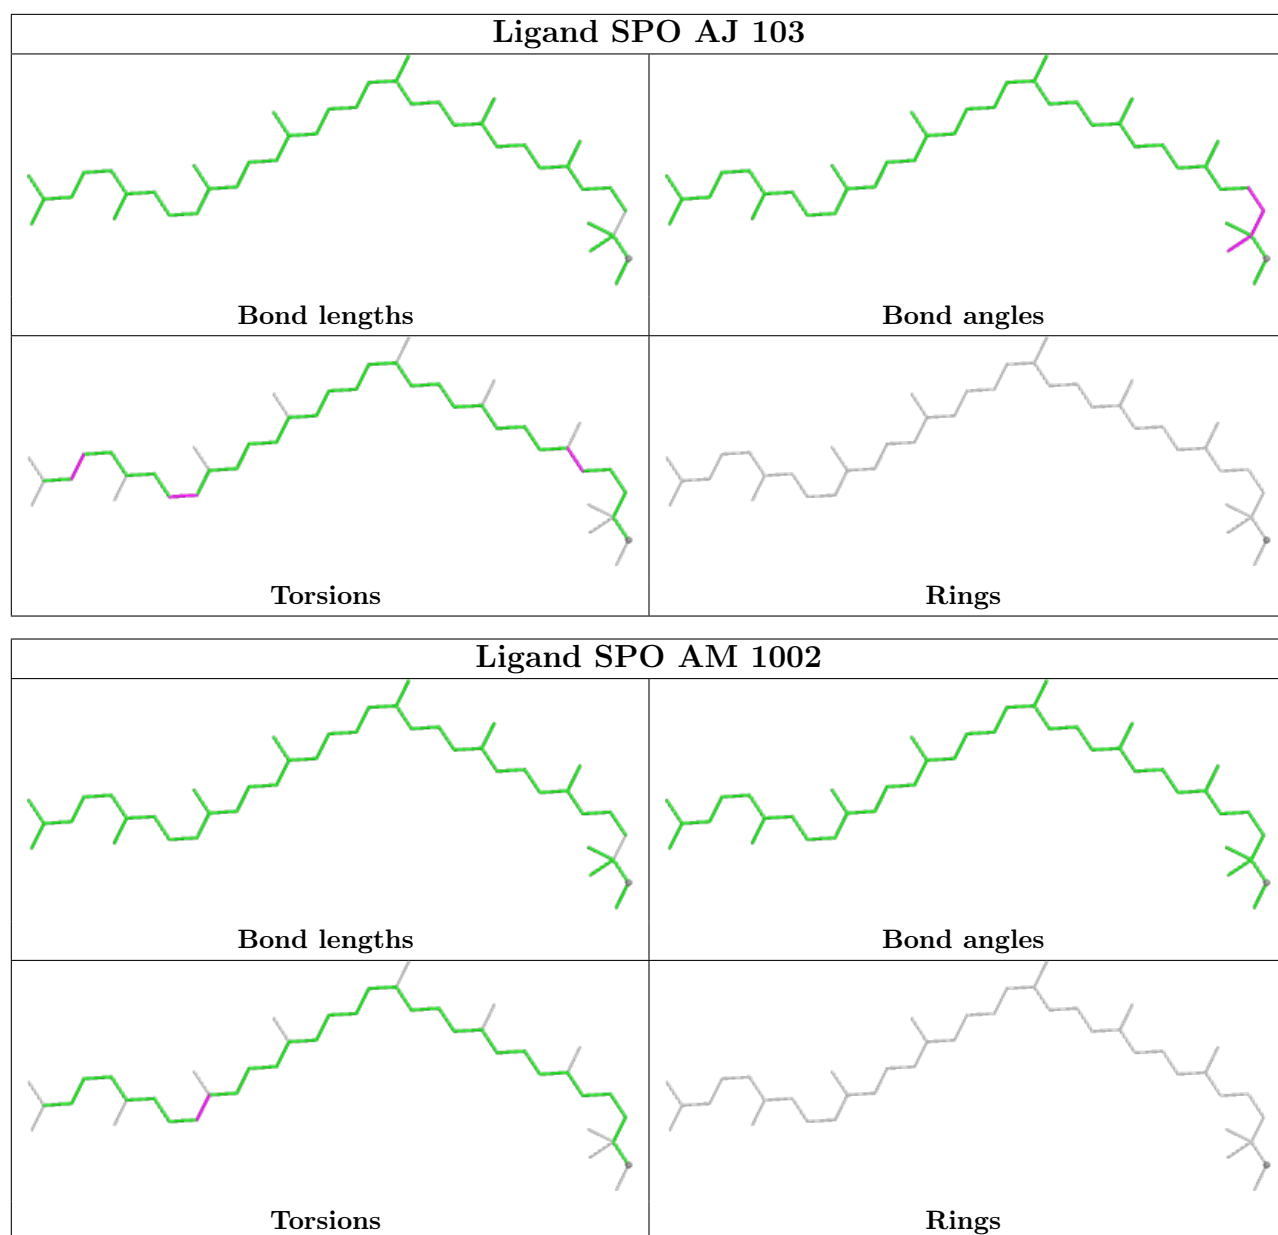 Ligand SPO AJ 103
Bond lengths
Bond angles
Torsions
Rings
Ligand SPO AM 1002
Bond lengths
Bond angles
Torsions
Rings